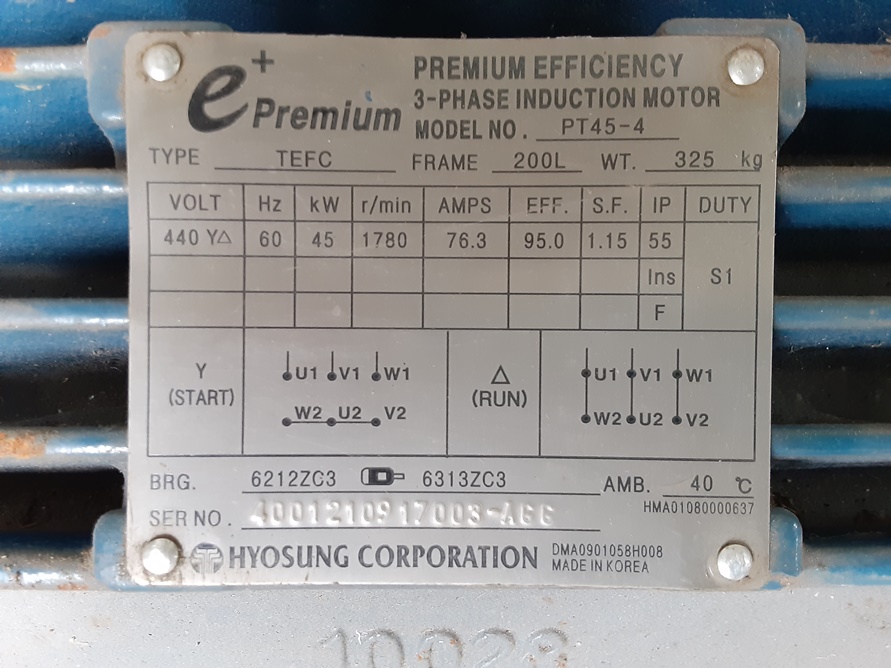 e+ Premium
PREMIUM EFFICIENCY
3-PHASE INDUCTION MOTOR
MODEL NO. PT45-4
TYPE TEFC FRAME 200L WT. 325 kg
VOLT Hz kW r/min AMPS EFF. S.F. IP DUTY
440 Y△ 60 45 1780 76.3 95.0 1.15 55 S1
Ins
F
Y (START) U1 V1 W1 △ (RUN) U1 V1 W1
W2 U2 V2 W2 U2 V2
BRG. 6212ZC3 6313ZC3 AMB. 40 ℃
HMA01080000637
SER NO.
HYOSUNG CORPORATION
DMA0901058H008
MADE IN KOREA